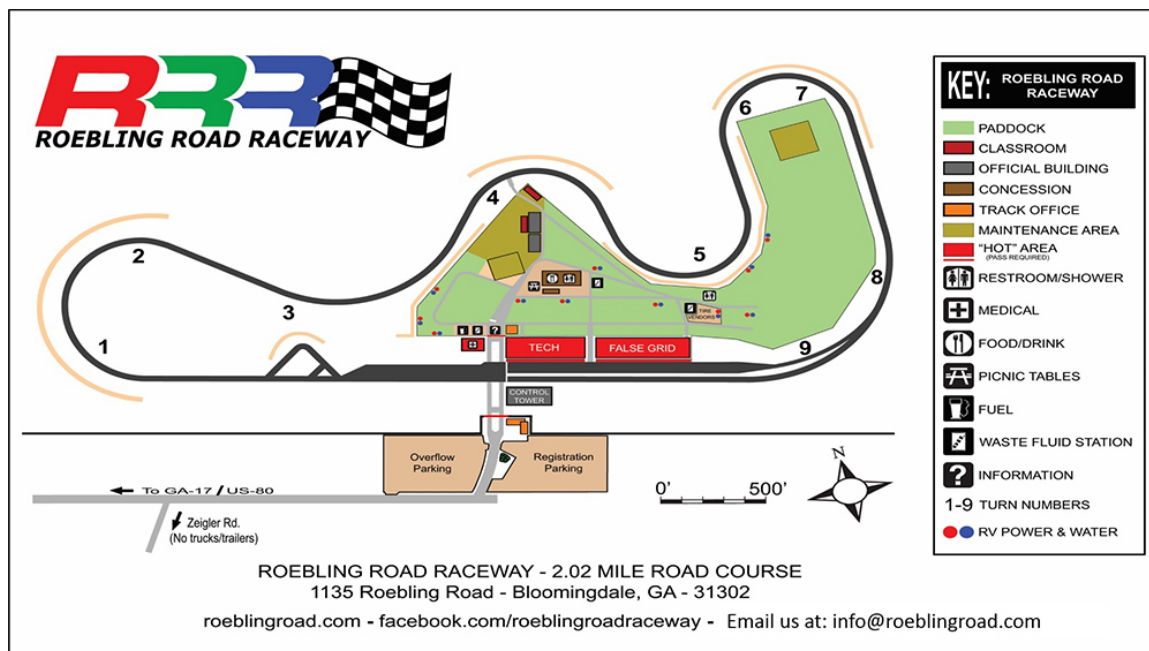 RRR
ROEBLING ROAD RACEWAY
KEY: ROEBLING ROAD
RACEWAY
PADDOCK
CLASSROOM
OFFICIAL BUILDING
CONCESSION
TRACK OFFICE
MAINTENANCE AREA
"HOT" AREA
(PASS REQUIRED)
RESTROOM/SHOWER
MEDICAL
FOOD/DRINK
PICNIC TABLES
FUEL
WASTE FLUID STATION
? INFORMATION
1-9 TURN NUMBERS
RV POWER & WATER
1
2
3
4
5
6
7
8
9
TIRE
VENDORS
?
TECH
FALSE GRID
CONTROL
TOWER
Overflow
Parking
Registration
Parking
N
0' 500'
To GA-17 / US-80
Zeigler Rd.
(No trucks/trailers)
ROEBLING ROAD RACEWAY - 2.02 MILE ROAD COURSE
1135 Roebling Road - Bloomingdale, GA - 31302
roeblingroad.com - facebook.com/roeblingroadraceway - Email us at: info@roeblingroad.com